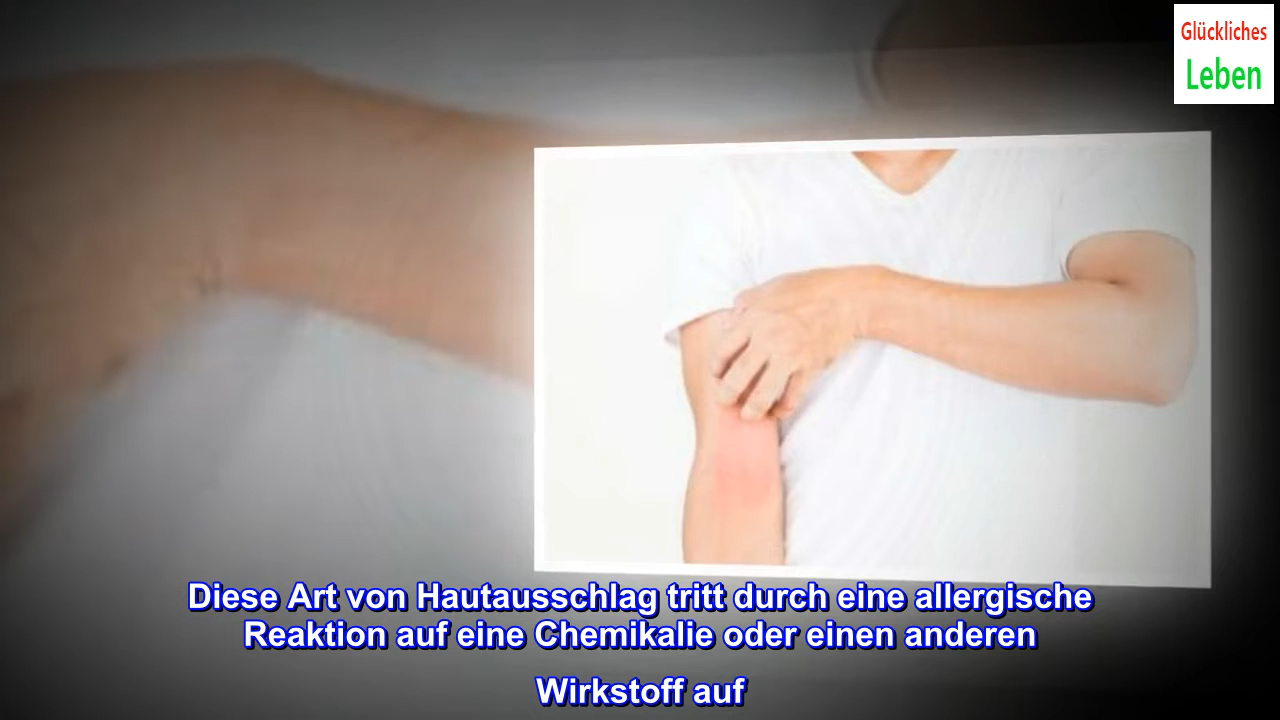 Glückliches
Leben
Diese Art von Hautausschlag tritt durch eine allergische
Reaktion auf eine Chemikalie oder einen anderen
Wirkstoff auf